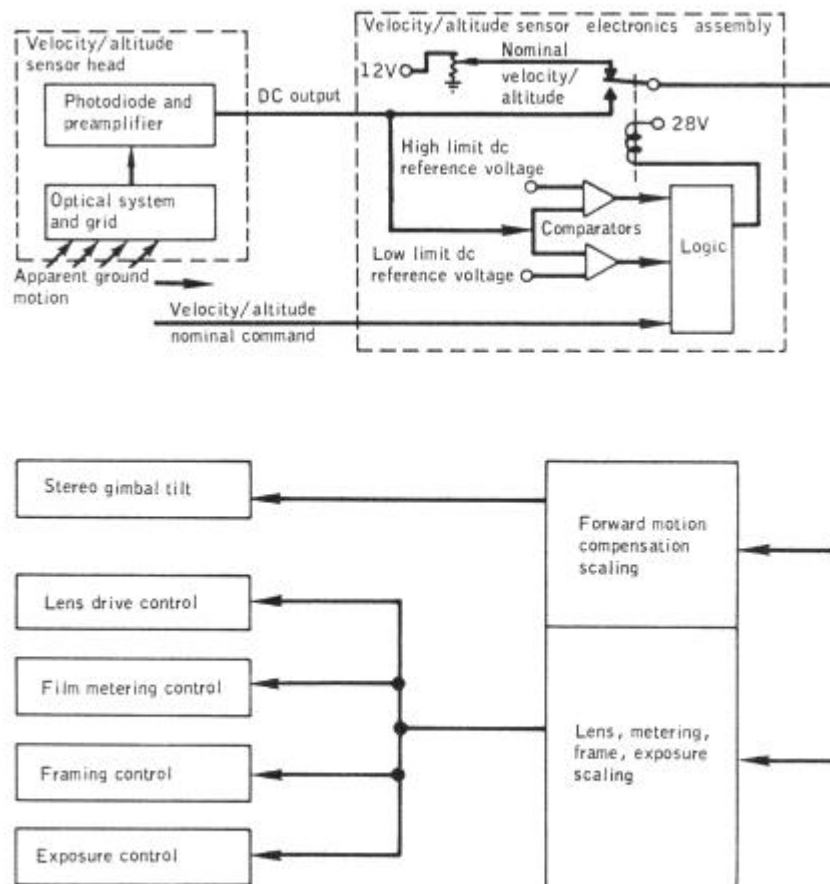 Velocity/altitude sensor electronics assembly
Velocity/altitude
sensor head
Photodiode and
preamplifier
DC output
12V
Nominal
velocity/
altitude
28V
High limit dc
reference voltage
Optical system
and grid
Comparators
Logic
Low limit dc
reference voltage
Apparent ground
motion
Velocity/altitude
nominal command
Stereo gimbal tilt
Forward motion
compensation
scaling
Lens drive control
Film metering control
Lens, metering,
frame, exposure
scaling
Framing control
Exposure control